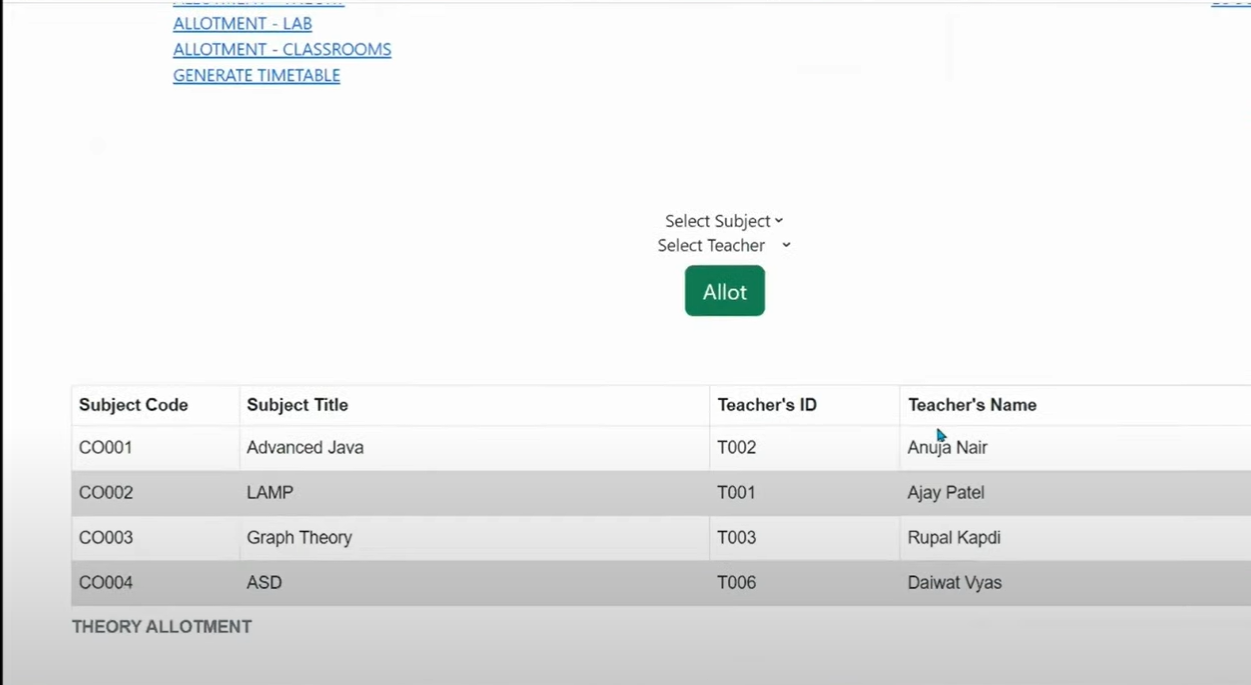 ALLOTMENT - THEORY
ALLOTMENT - LAB
ALLOTMENT - CLASSROOMS
GENERATE TIMETABLE
Select Subject
Select Teacher
Allot
Subject Code Subject Title Teacher's ID Teacher's Name
CO001 Advanced Java T002 Anuja Nair
CO002 LAMP T001 Ajay Patel
CO003 Graph Theory T003 Rupal Kapdi
CO004 ASD T006 Daiwat Vyas
THEORY ALLOTMENT